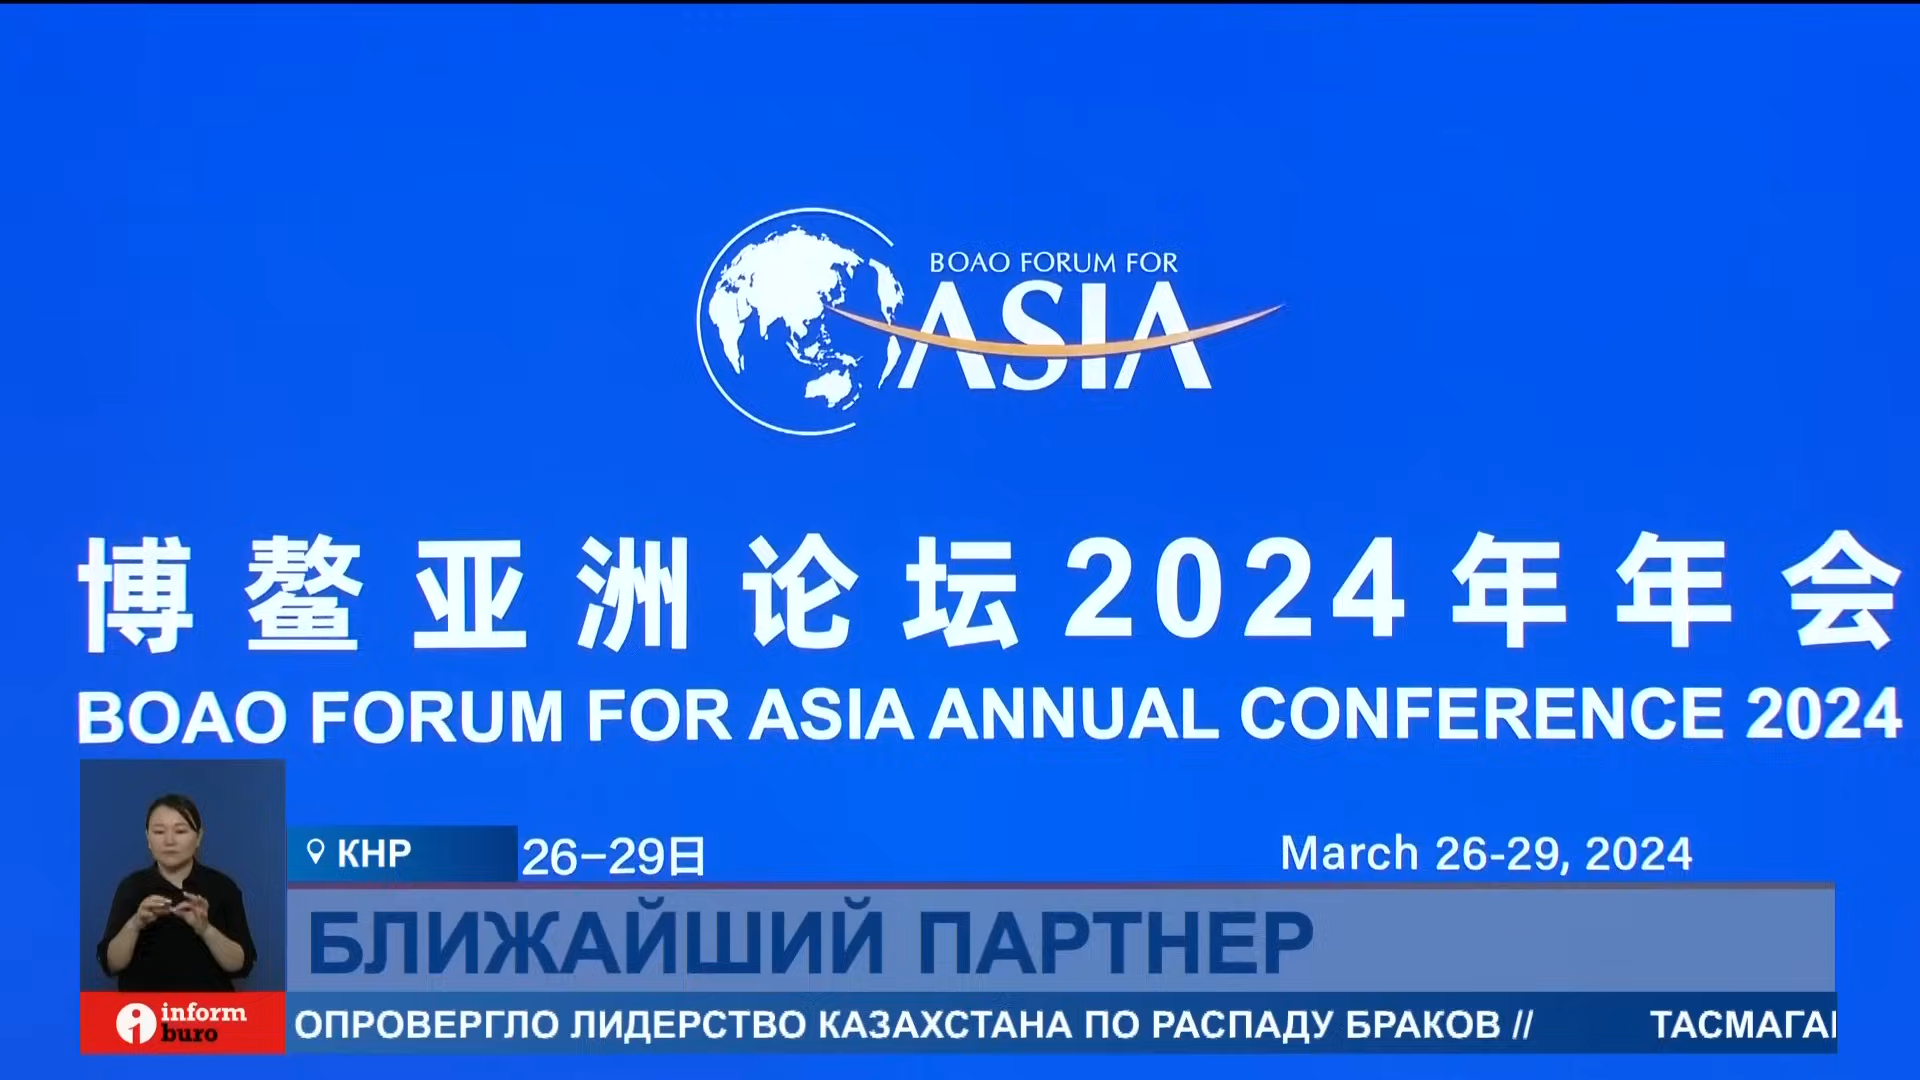 BOAO FORUM FOR
ASIA
博鳌亚洲论坛2024年年会
BOAO FORUM FOR ASIA ANNUAL CONFERENCE 2024
КНР
26-29日
March 26-29, 2024
БЛИЖАЙШИЙ ПАРТНЕР
inform
buro
ОПРОВЕРГЛО ЛИДЕРСТВО КАЗАХСТАНА ПО РАСПАДУ БРАКОВ //